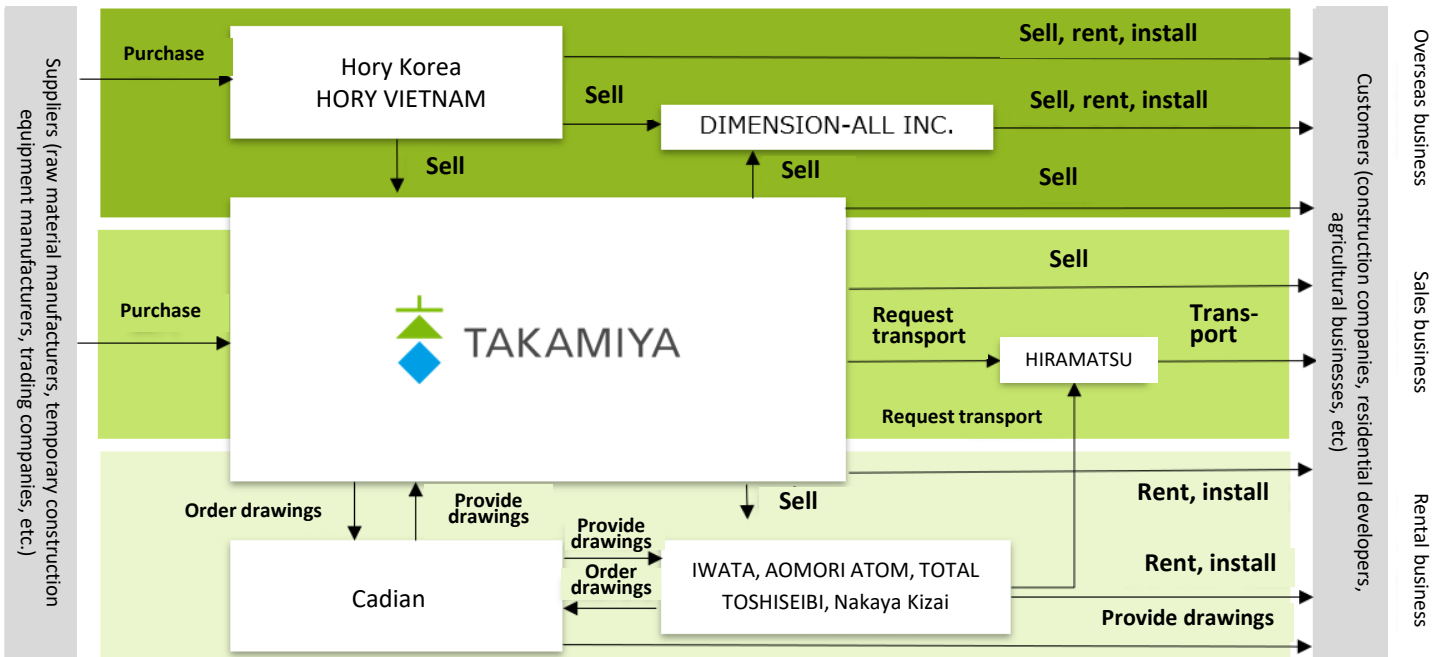 Suppliers (raw material manufacturers, temporary construction
equipment manufacturers, trading companies, etc.)
Purchase
Hory Korea
HORY VIETNAM
Sell, rent, install
Sell
DIMENSION-ALL INC.
Sell, rent, install
Sell
Sell
Sell
Purchase
TAKAMIYA
Sell
Request
transport
HIRAMATSU
Trans-
port
Request transport
Order drawings
Provide
drawings
Sell
Rent, install
Cadian
Provide
drawings
Order
drawings
IWATA, AOMORI ATOM, TOTAL
TOSHISEIBI, Nakaya Kizai
Rent, install
Provide drawings
Customers (construction companies, residential developers,
agricultural businesses, etc)
Overseas business
Sales business
Rental business